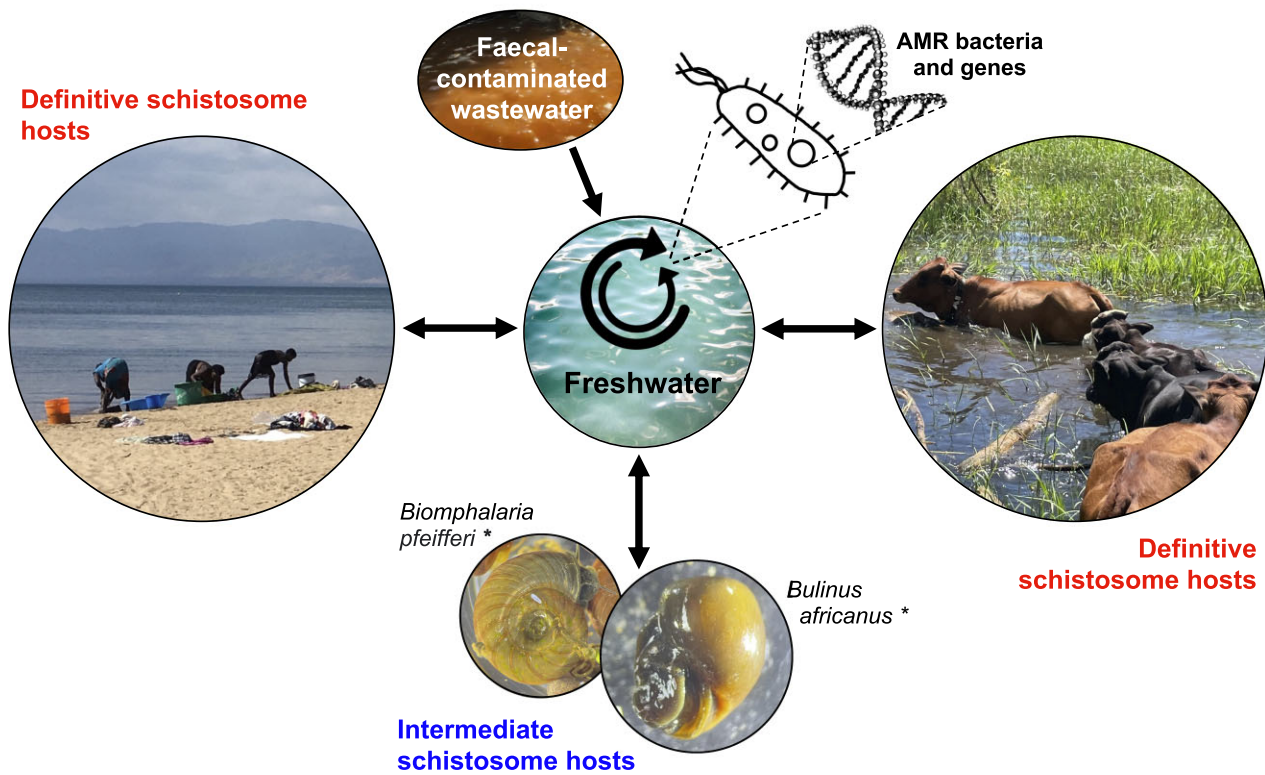 Faecal-
contaminated
wastewater
AMR bacteria
and genes
Definitive schistosome
hosts
Freshwater
Biomphalaria
pfeifferi *
Bulinus
africanus *
Definitive
schistosome hosts
Intermediate
schistosome hosts